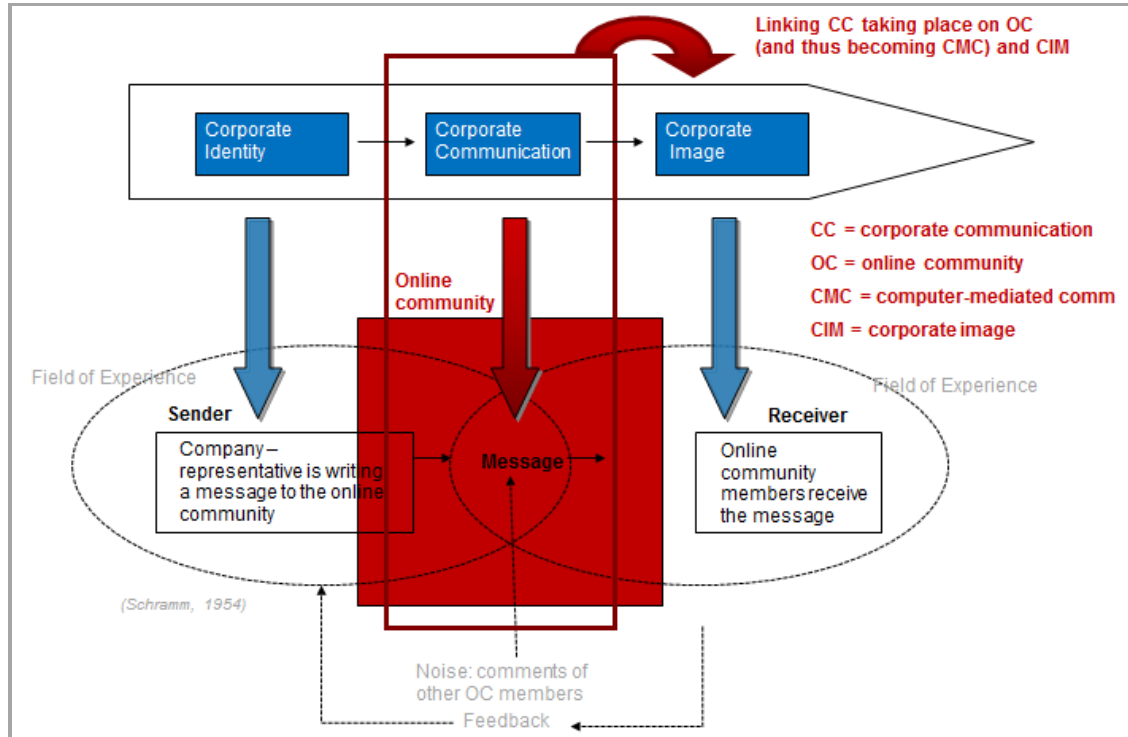 Linking CC taking place on OC
(and thus becoming CMC) and CIM
Corporate
Identity
Corporate
Communication
Corporate
Image
CC = corporate communication
OC = online community
CMC = computer-mediated comm
CIM = corporate image
Online
community
Field of Experience
Field of Experience
Sender
Company –
representative is writing
a message to the online
community
Message
Receiver
Online
community
members receive
the message
(Schramm, 1954)
Noise: comments of
other OC members
Feedback